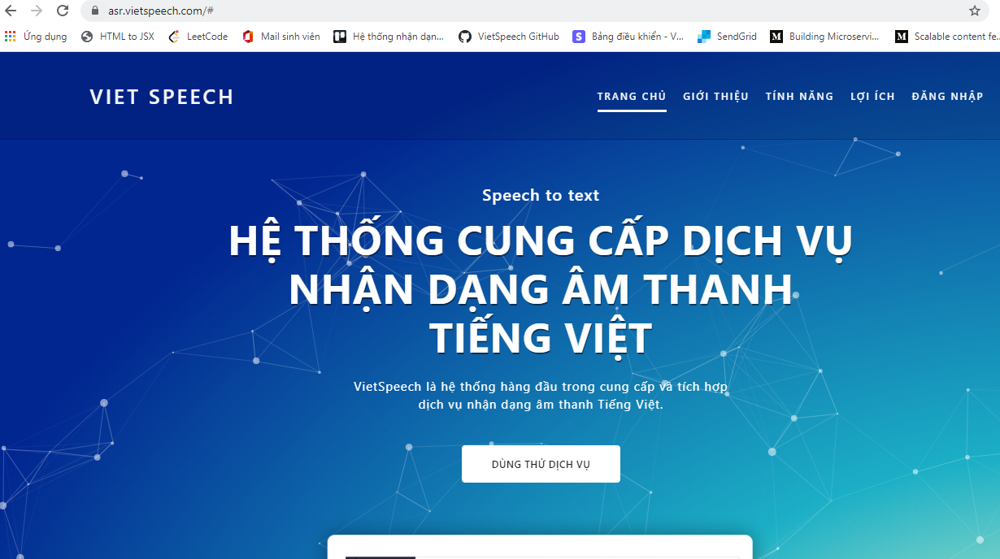 asr.vietspeech.com/#
Ứng dụng HTML to JSX LeetCode Mail sinh viên Hệ thống nhận dạn... VietSpeech GitHub Bảng điều khiển - V... SendGrid Building Microservi... Scalable content fe...
VIET SPEECH
TRANG CHỦ GIỚI THIỆU TÍNH NĂNG LỢI ÍCH ĐĂNG NHẬP
Speech to text
HỆ THỐNG CUNG CẤP DỊCH VỤ
NHẬN DẠNG ÂM THANH
TIẾNG VIỆT
VietSpeech là hệ thống hàng đầu trong cung cấp và tích hợp
dịch vụ nhận dạng âm thanh Tiếng Việt.
DÙNG THỬ DỊCH VỤ